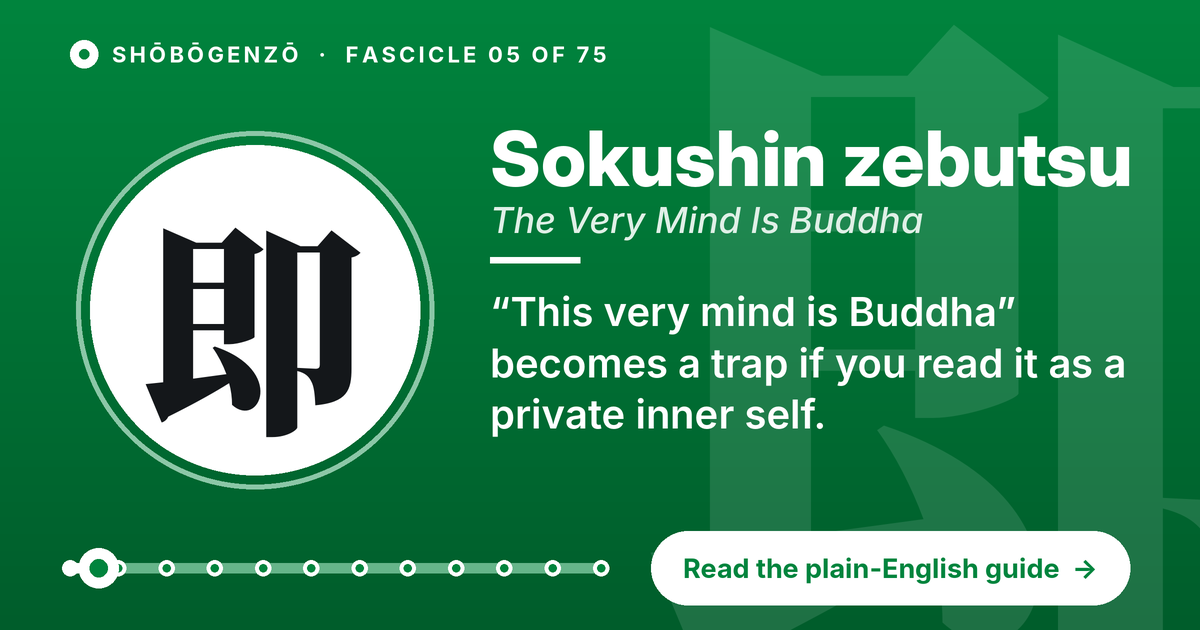 SHŌBŌGENZŌ · FASCICLE 05 OF 75
即
Sokushin zebutsu
The Very Mind Is Buddha
“This very mind is Buddha”
becomes a trap if you read it as a
private inner self.
Read the plain-English guide →